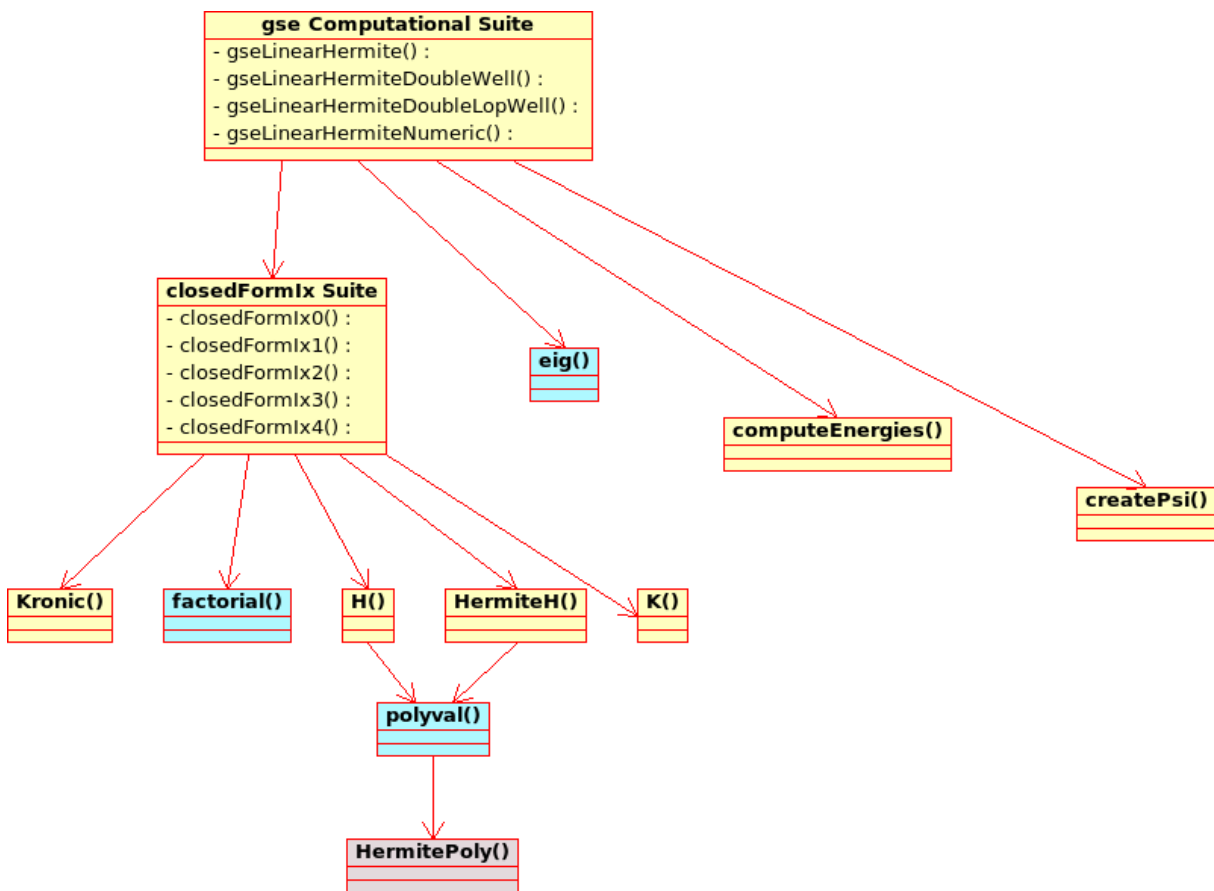 gse Computational Suite
- gseLinearHermite() :
- gseLinearHermiteDoubleWell() :
- gseLinearHermiteDoubleLopWell() :
- gseLinearHermiteNumeric() :
closedFormIx Suite
- closedFormIx0() :
- closedFormIx1() :
- closedFormIx2() :
- closedFormIx3() :
- closedFormIx4() :
eig()
computeEnergies()
createPsi()
Kronic()
factorial()
H()
HermiteH()
K()
polyval()
HermitePoly()